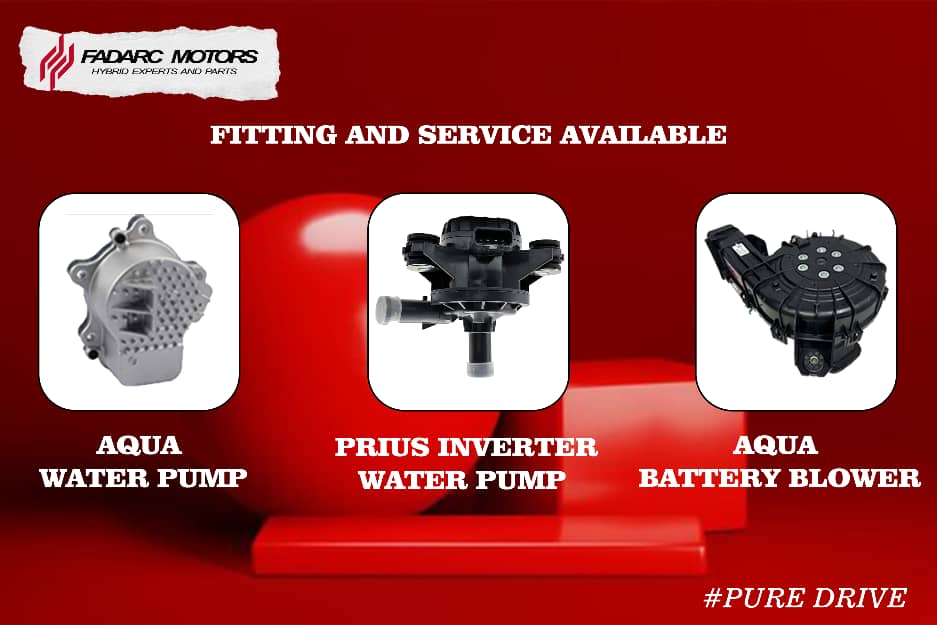 FADARC MOTORS
HYBRID EXPERTS AND PARTS
FITTING AND SERVICE AVAILABLE
AQUA
WATER PUMP
PRIUS INVERTER
WATER PUMP
AQUA
BATTERY BLOWER
#PURE DRIVE